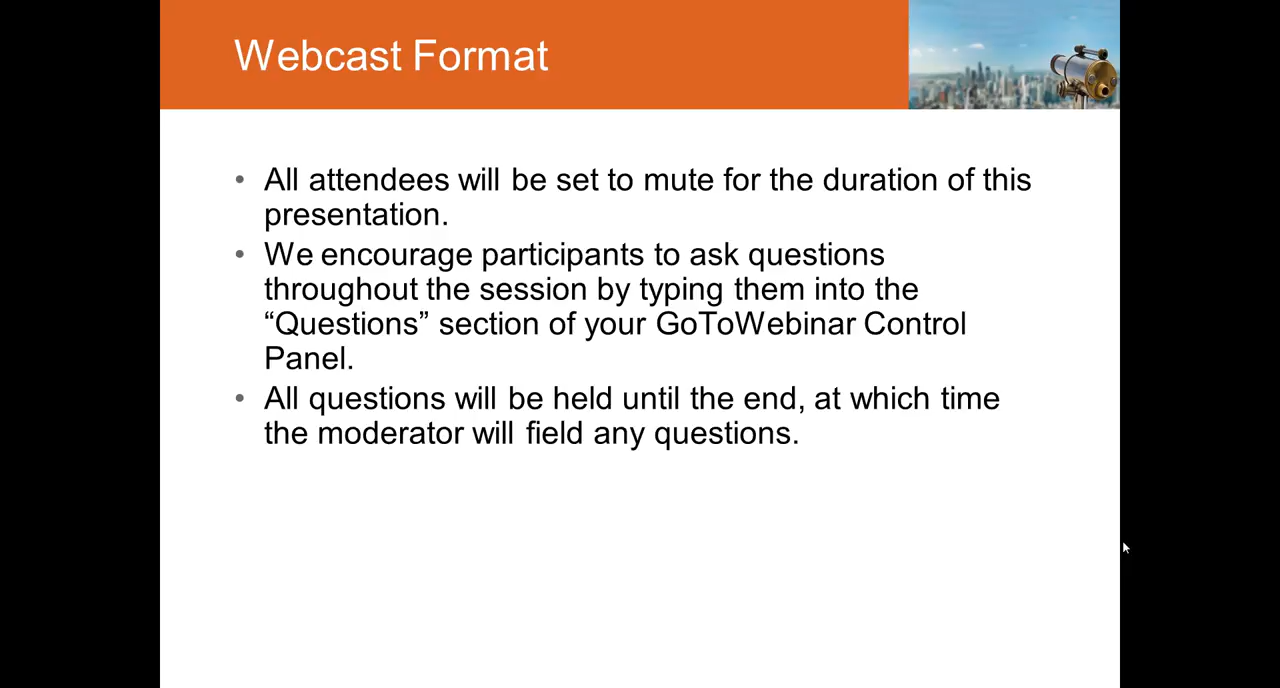 Webcast Format
• All attendees will be set to mute for the duration of this
presentation.
• We encourage participants to ask questions
throughout the session by typing them into the
“Questions” section of your GoToWebinar Control
Panel.
• All questions will be held until the end, at which time
the moderator will field any questions.